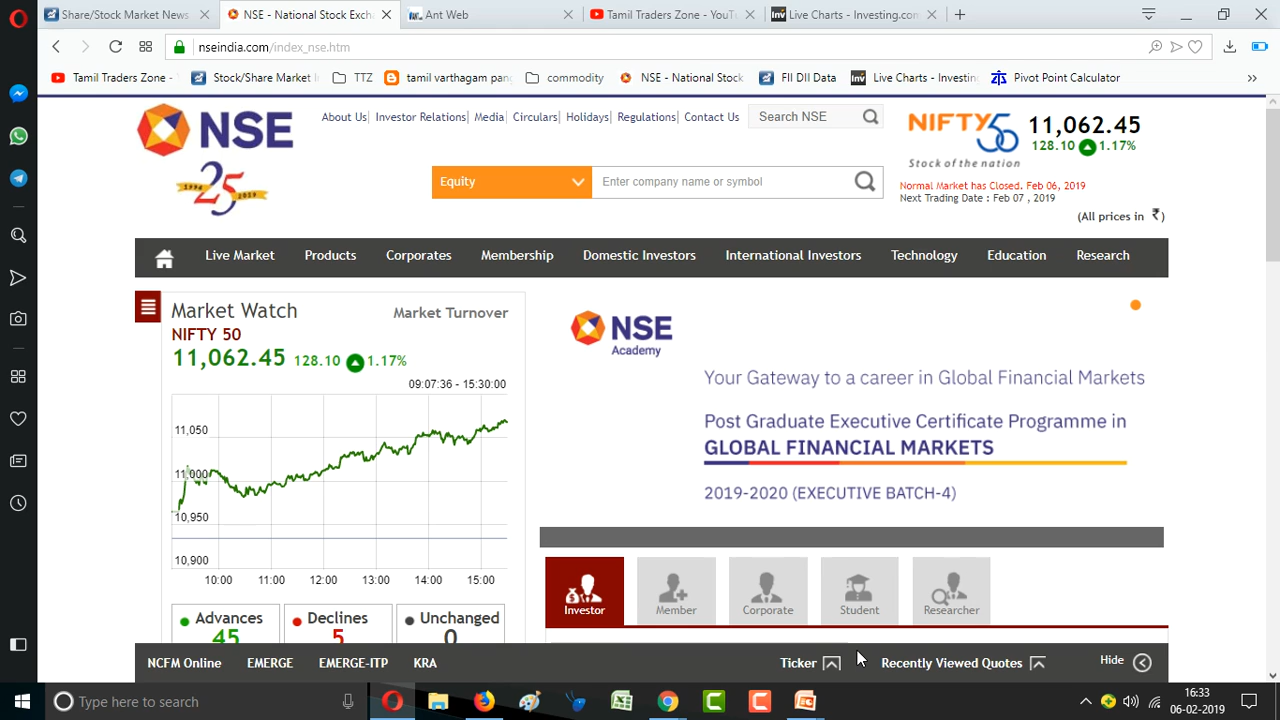 Share/Stock Market News
NSE - National Stock Exch
Ant Web
Tamil Traders Zone - YouT
Live Charts - Investing.com
nseindia.com/index_nse.htm
Tamil Traders Zone -
Stock/Share Market In
TTZ
tamil varthagam pang
commodity
NSE - National Stock
FII DII Data
Inv
Live Charts - Investin
Pivot Point Calculator
NSE
About Us
Investor Relations
Media
Circulars
Holidays
Regulations
Contact Us
Search NSE
NIFTY50
Stock of the nation
11,062.45
128.10 1.17%
1994 25 2019
Equity
Enter company name or symbol
Normal Market has Closed. Feb 06, 2019
Next Trading Date : Feb 07 , 2019
(All prices in ₹)
Live Market
Products
Corporates
Membership
Domestic Investors
International Investors
Technology
Education
Research
Market Watch
Market Turnover
NIFTY 50
11,062.45 128.10 1.17%
09:07:36 - 15:30:00
11,050
11,000
10,950
10,900
10:00 11:00 12:00 13:00 14:00 15:00
Advances
45
Declines
5
Unchanged
0
NSE
Academy
Your Gateway to a career in Global Financial Markets
Post Graduate Executive Certificate Programme in
GLOBAL FINANCIAL MARKETS
2019-2020 (EXECUTIVE BATCH-4)
Investor
Member
Corporate
Student
Researcher
NCFM Online
EMERGE
EMERGE-ITP
KRA
Ticker
Recently Viewed Quotes
Hide
Type here to search
16:33
06-02-2019